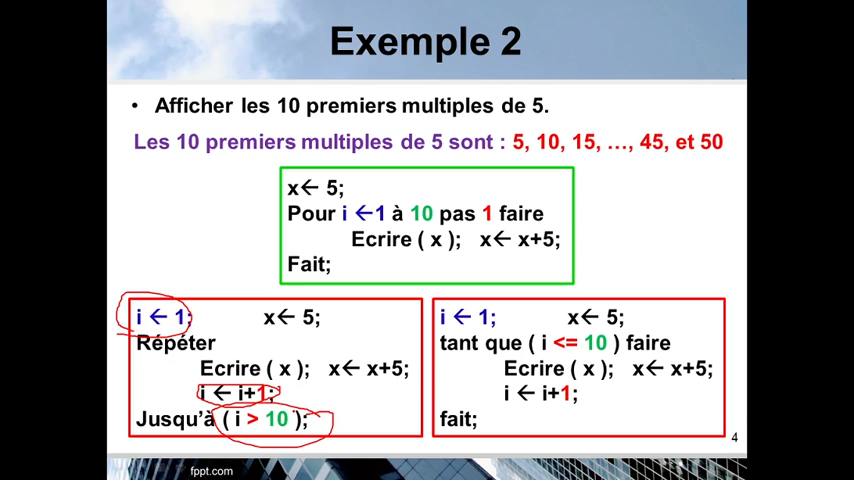 Exemple 2
• Afficher les 10 premiers multiples de 5.
Les 10 premiers multiples de 5 sont : 5, 10, 15, …, 45, et 50
x← 5;
Pour i ←1 à 10 pas 1 faire
Ecrire ( x ); x← x+5;
Fait;
i ← 1; x← 5;
Répéter
Ecrire ( x ); x← x+5;
i ← i+1;
Jusqu'à ( i > 10 );
i ← 1; x← 5;
tant que ( i <= 10 ) faire
Ecrire ( x ); x← x+5;
i ← i+1;
fait;
4
fppt.com